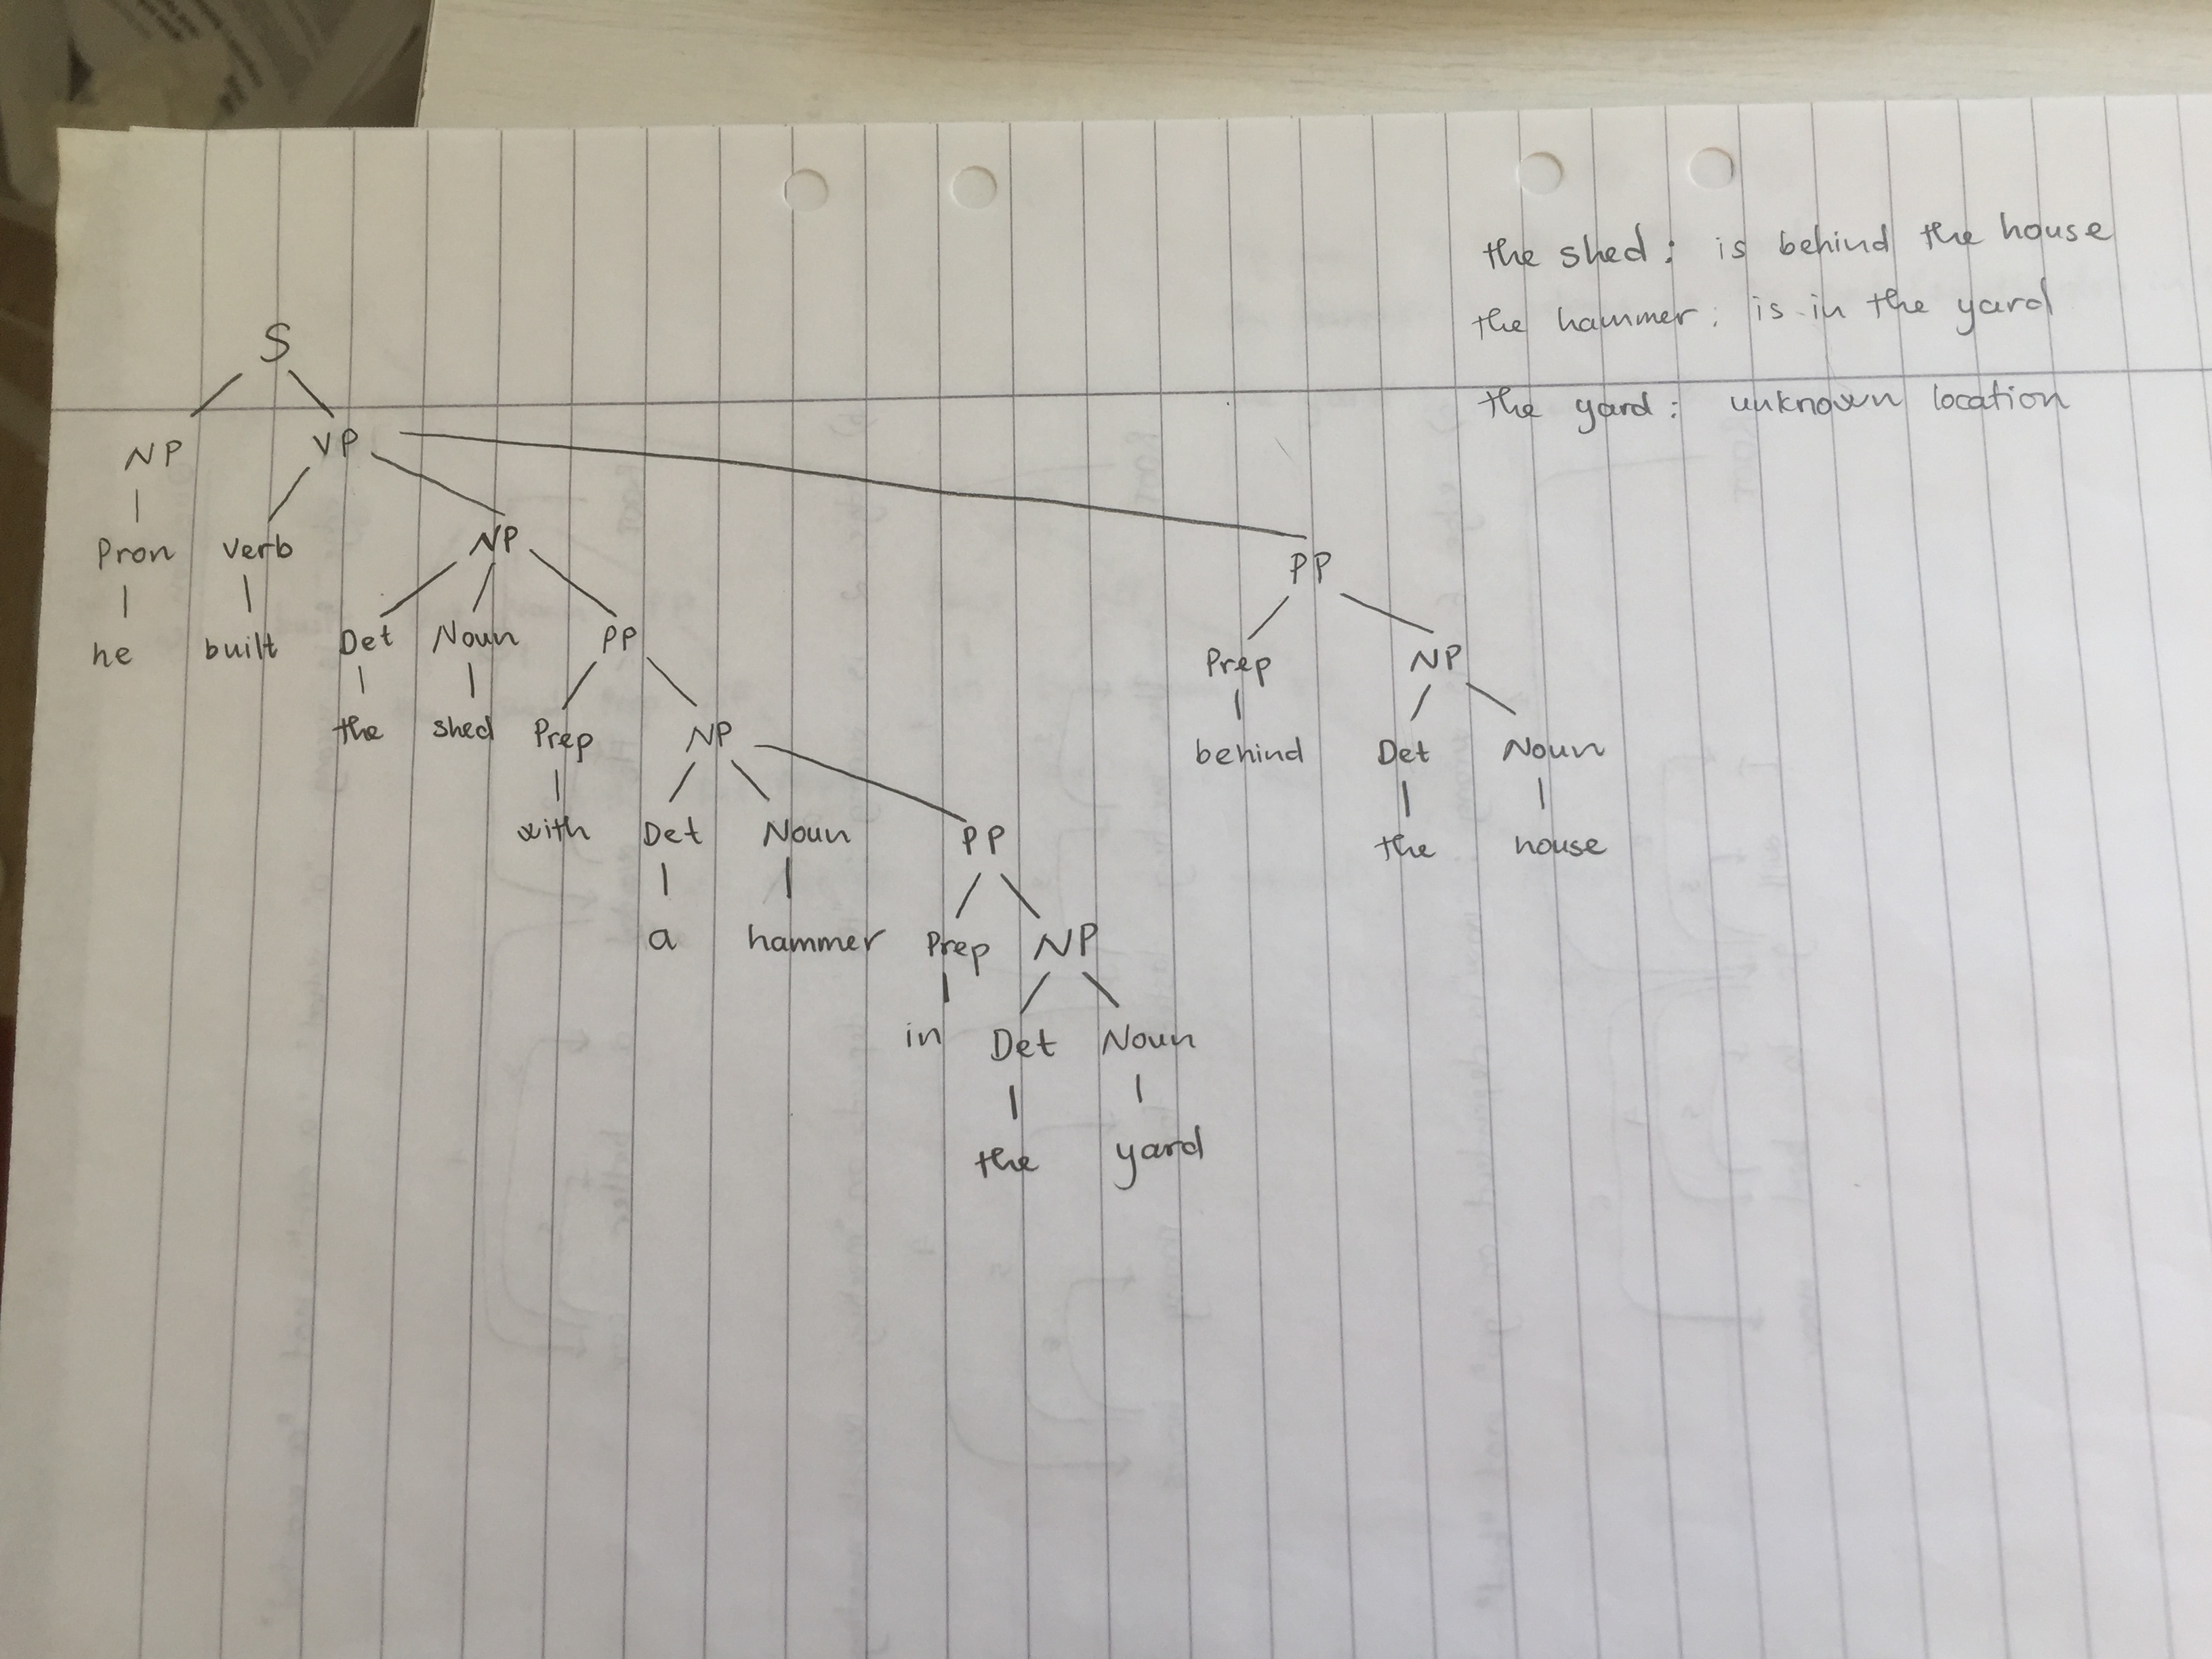 the shed: is behind the house
the hammer: is in the yard
the yard: unknown location
S
NP VP
Pron Verb NP PP
he built Det Noun PP Prep NP
the shed Prep NP behind Det Noun
with Det Noun PP the house
a hammer Prep NP
in Det Noun
the yard